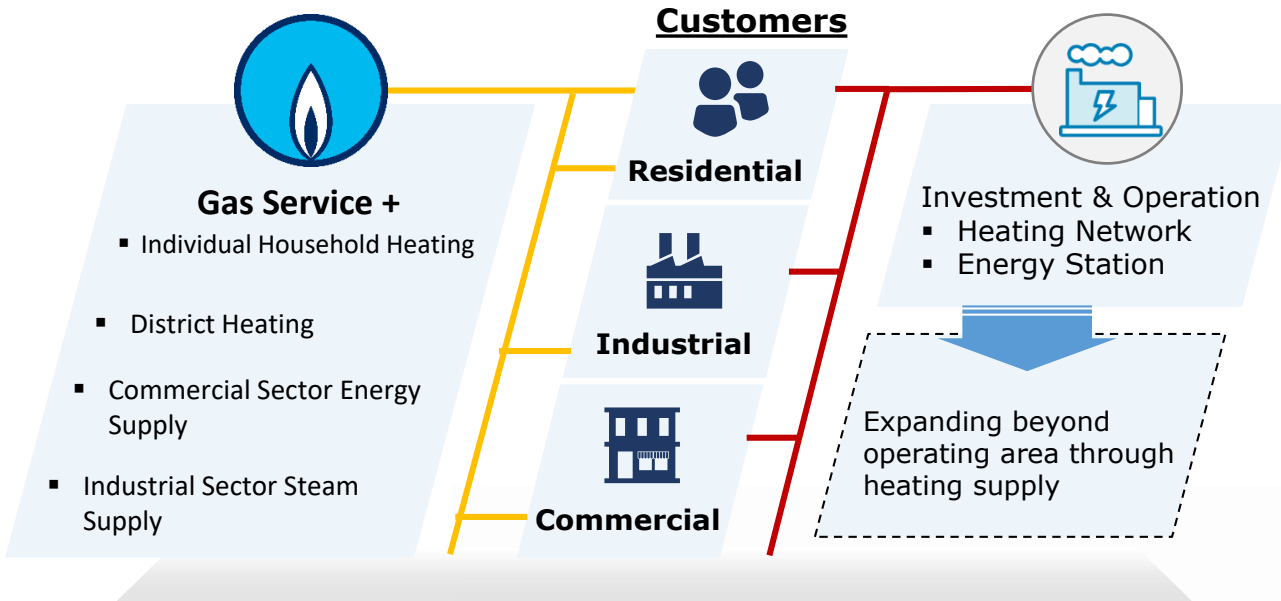 Customers
Gas Service +
▪ Individual Household Heating
▪ District Heating
▪ Commercial Sector Energy
Supply
▪ Industrial Sector Steam
Supply
Residential
Industrial
Commercial
Investment & Operation
▪ Heating Network
▪ Energy Station
Expanding beyond
operating area through
heating supply